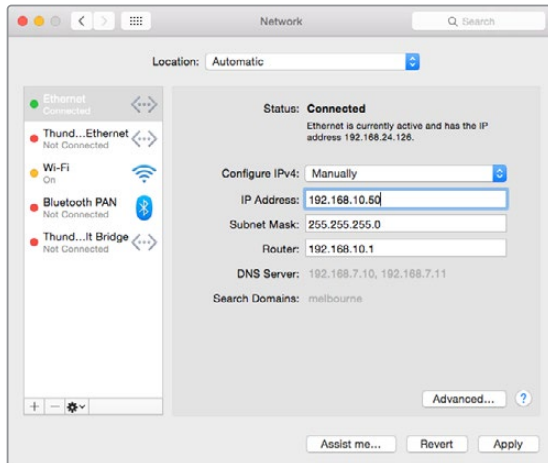 Network
Search
Location: Automatic
Ethernet
Connected
Thund...Ethernet
Not Connected
Wi-Fi
On
Bluetooth PAN
Not Connected
Thund...lt Bridge
Not Connected
Status: Connected
Ethernet is currently active and has the IP
address 192.168.24.126.
Configure IPv4: Manually
IP Address: 192.168.10.50
Subnet Mask: 255.255.255.0
Router: 192.168.10.1
DNS Server: 192.168.7.10, 192.168.7.11
Search Domains: melbourne
Advanced... ?
Assist me... Revert Apply